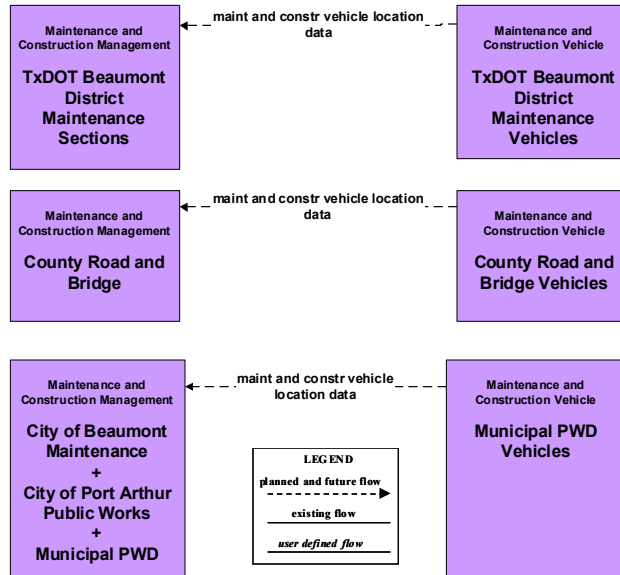 Maintenance and
Construction Management
TxDOT Beaumont
District
Maintenance
Sections
maint and constr vehicle location
data
Maintenance and
Construction Vehicle
TxDOT Beaumont
District
Maintenance
Vehicles
Maintenance and
Construction Management
County Road and
Bridge
maint and constr vehicle location
data
Maintenance and
Construction Vehicle
County Road and
Bridge Vehicles
Maintenance and
Construction Management
City of Beaumont
Maintenance
+
City of Port Arthur
Public Works
+
Municipal PWD
maint and constr vehicle
location data
Maintenance and
Construction Vehicle
Municipal PWD
Vehicles
LEGEND
planned and future flow
existing flow
user defined flow